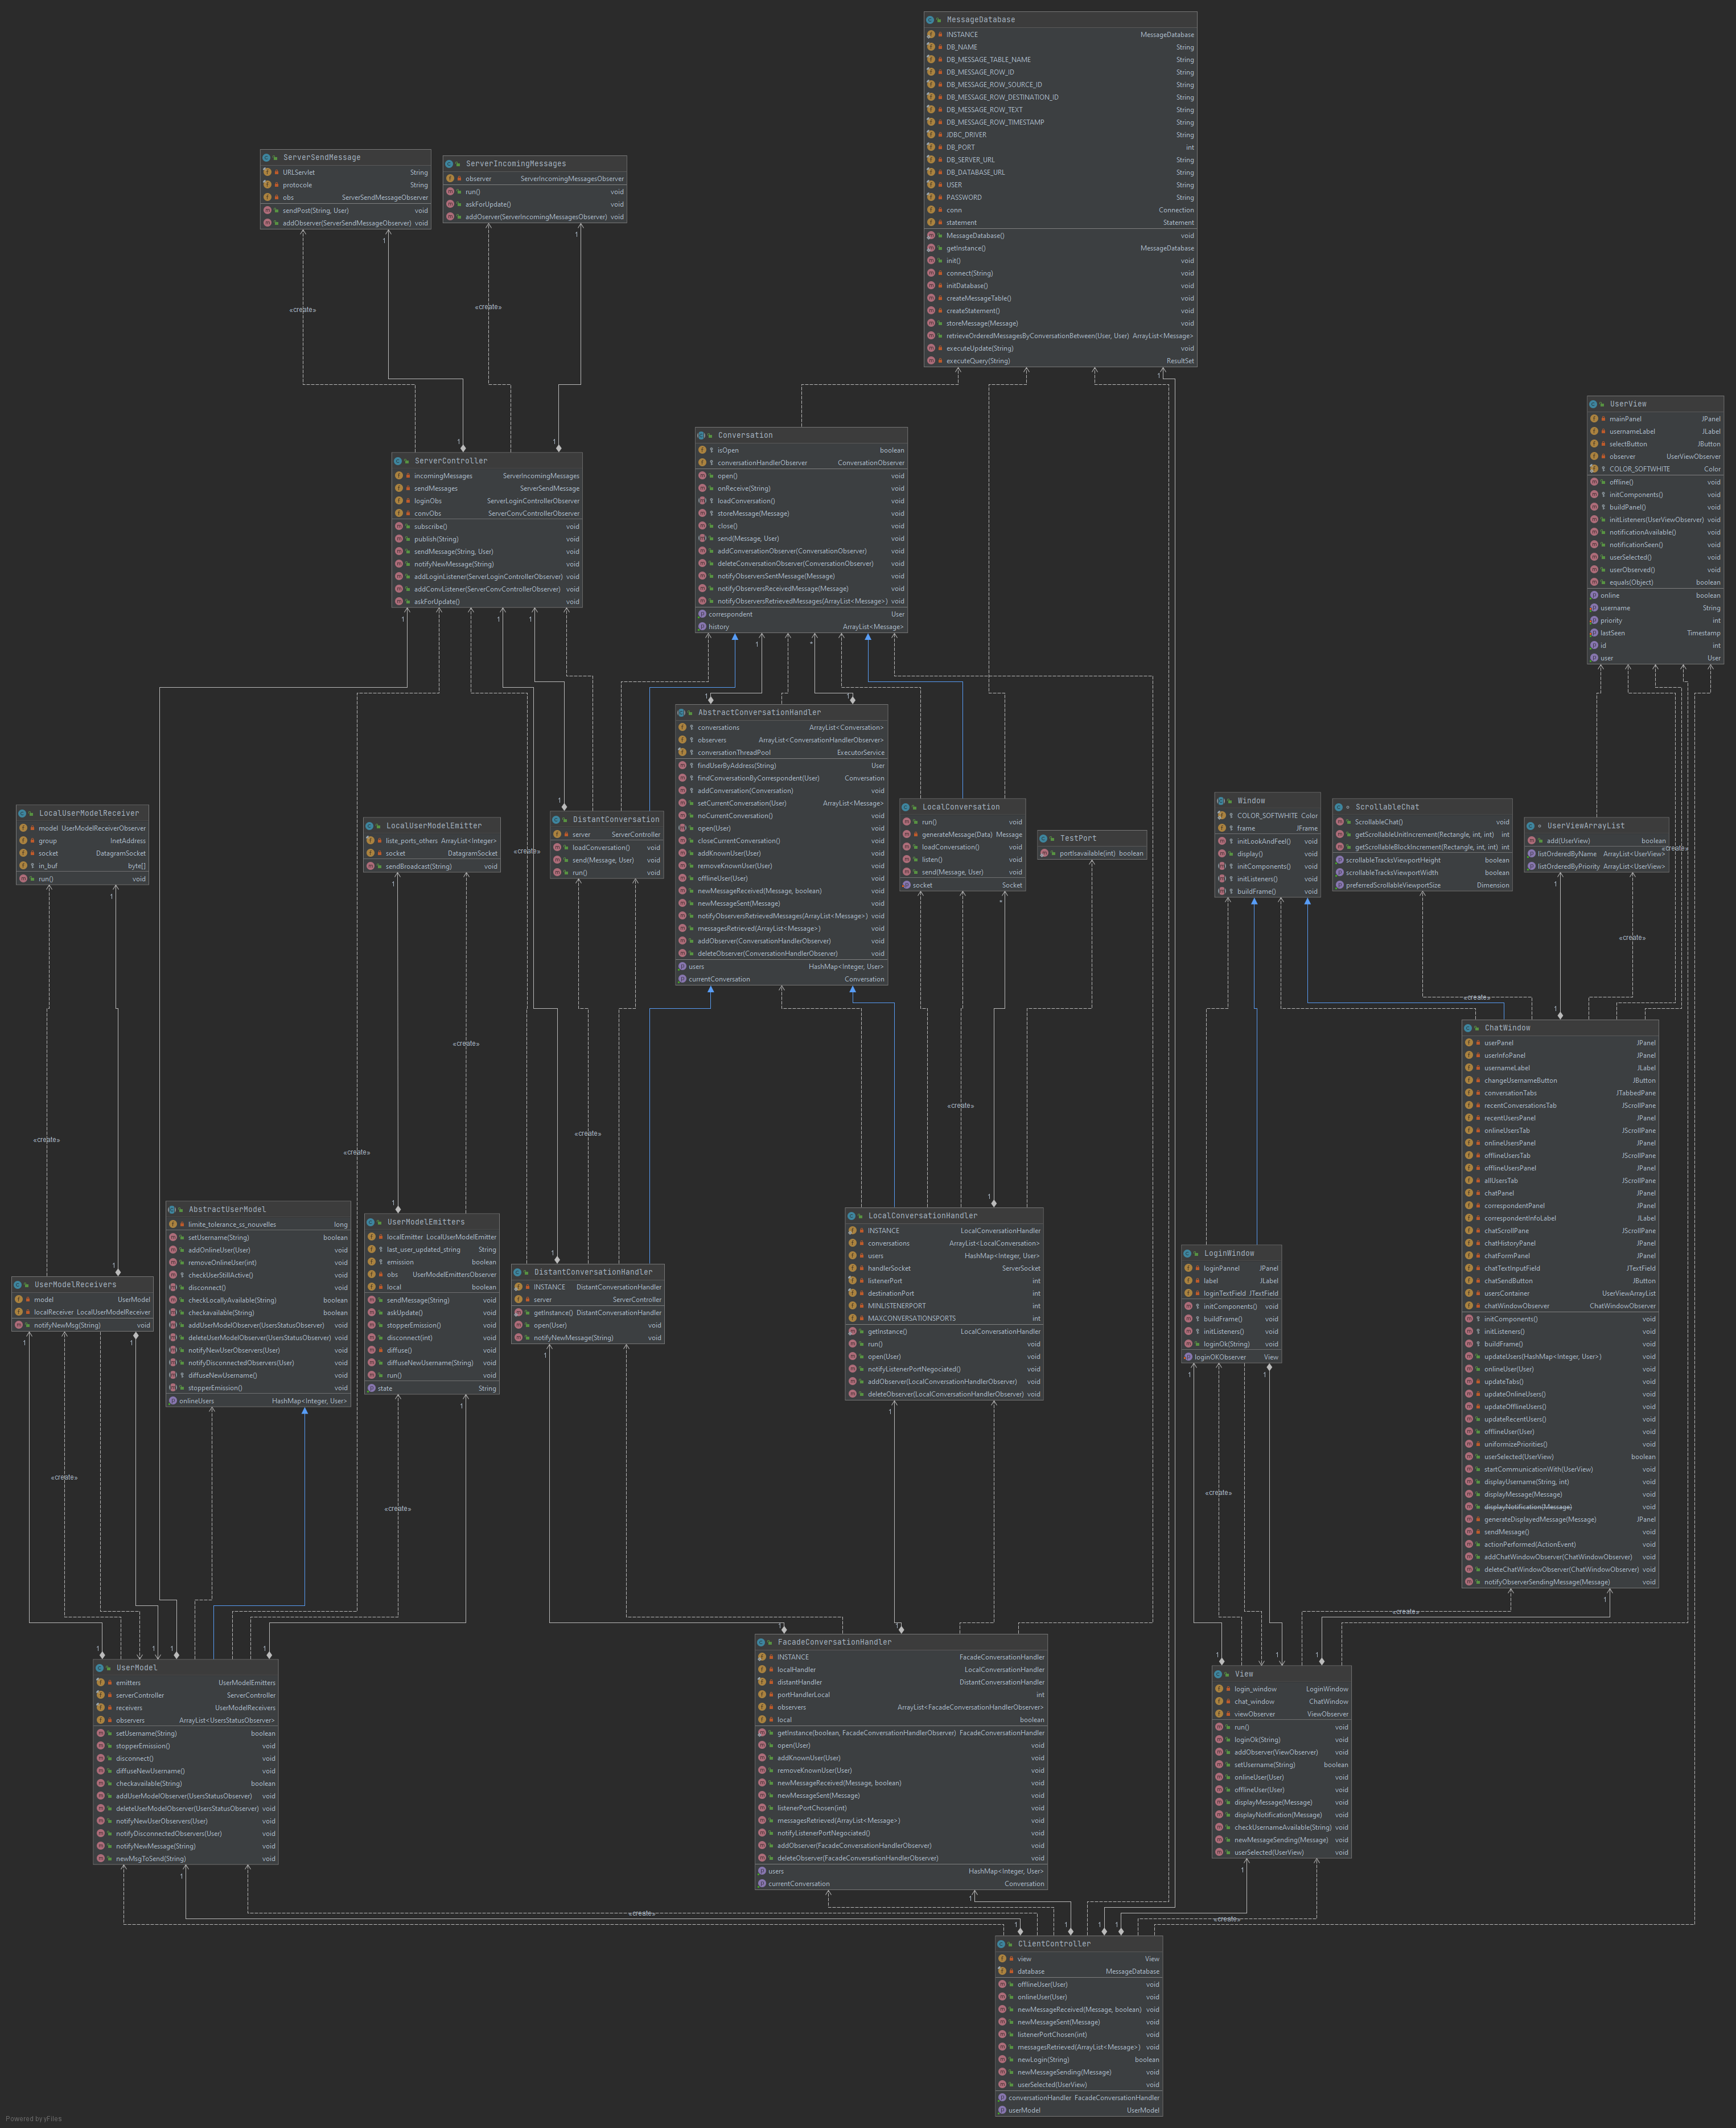 MessageDatabase
INSTANCE MessageDatabase
DB_NAME String
DB_MESSAGE_TABLE_NAME String
DB_MESSAGE_ROW_ID String
DB_MESSAGE_ROW_SOURCE_ID String
DB_MESSAGE_ROW_DESTINATION_ID String
DB_MESSAGE_ROW_TEXT String
DB_MESSAGE_ROW_TIMESTAMP String
JDBC_DRIVER String
DB_PORT int
DB_SERVER_URL String
DB_DATABASE_URL String
USER String
PASSWORD String
conn Connection
statement Statement
MessageDatabase() void
getInstance() MessageDatabase
init() void
connect(String) void
initDatabase() void
createMessageTable() void
createStatement() void
storeMessage(Message) void
retrieveOrderedMessagesByConversationBetween(User, User) ArrayList<Message>
executeUpdate(String) void
executeQuery(String) ResultSet
ServerSendMessage
URLServlet String
protocole String
obs ServerSendMessageObserver
sendPost(String, User) void
addObserver(ServerSendMessageObserver) void
ServerIncomingMessages
observer ServerIncomingMessagesObserver
run() void
askForUpdate() void
addOserver(ServerIncomingMessagesObserver) void
«create»
«create»
ServerController
incomingMessages ServerIncomingMessages
sendMessages ServerSendMessage
loginObs ServerLoginControllerObserver
convObs ServerConvControllerObserver
subscribe() void
publish(String) void
sendMessage(String, User) void
notifyNewMessage(String) void
addLoginListener(ServerLoginControllerObserver) void
addConvListener(ServerConvControllerObserver) void
askForUpdate() void
Conversation
isOpen boolean
conversationHandlerObserver ConversationObserver
open() void
onReceive(String) void
loadConversation() void
storeMessage(Message) void
close() void
send(Message, User) void
addConversationObserver(ConversationObserver) void
deleteConversationObserver(ConversationObserver) void
notifyObserversSentMessage(Message) void
notifyObserversReceivedMessage(Message) void
notifyObserversRetrievedMessages(ArrayList<Message>) void
correspondent User
history ArrayList<Message>
UserView
mainPanel JPanel
usernameLabel JLabel
selectButton JButton
observer UserViewObserver
COLOR_SOFTWHITE Color
offline() void
initComponents() void
buildPanel() void
initListeners(UserViewObserver) void
notificationAvailable() void
notificationSeen() void
userSelected() void
userObserved() void
equals(Object) boolean
online boolean
username String
priority int
lastSeen Timestamp
id int
user User
AbstractConversationHandler
conversations ArrayList<Conversation>
observers ArrayList<ConversationHandlerObserver>
conversationThreadPool ExecutorService
findUserByAddress(String) User
findConversationByCorrespondent(User) Conversation
addConversation(Conversation) void
setCurrentConversation(User) ArrayList<Message>
noCurrentConversation() void
open(User) void
closeCurrentConversation() void
addKnownUser(User) void
removeKnownUser(User) void
offlineUser(User) void
newMessageReceived(Message, boolean) void
newMessageSent(Message) void
notifyObserversRetrievedMessages(ArrayList<Message>) void
messagesRetrieved(ArrayList<Message>) void
addObserver(ConversationHandlerObserver) void
deleteObserver(ConversationHandlerObserver) void
users HashMap<Integer, User>
currentConversation Conversation
LocalUserModelReceiver
model UserModelReceiverObserver
group InetAddress
socket DatagramSocket
in_buf byte[]
run() void
LocalUserModelEmitter
liste_ports_others ArrayList<Integer>
socket DatagramSocket
sendBroadcast(String) void
DistantConversation
server ServerController
loadConversation() void
send(Message, User) void
run() void
LocalConversation
run() void
generateMessage(Data) Message
loadConversation() void
listen() void
send(Message, User) void
socket Socket
TestPort
portIsavailable(int) boolean
Window
COLOR_SOFTWHITE Color
frame JFrame
initLookAndFeel() void
display() void
initComponents() void
initListeners() void
buildFrame() void
ScrollableChat
ScrollableChat() void
getScrollableUnitIncrement(Rectangle, int, int) int
getScrollableBlockIncrement(Rectangle, int, int) int
scrollableTracksViewportHeight boolean
scrollableTracksViewportWidth boolean
preferredScrollableViewportSize Dimension
UserViewArrayList
add(UserView) boolean
listOrderedByName ArrayList<UserView>
listOrderedByPriority ArrayList<UserView>
«create»
«create»
«create»
«create»
«create»
«create»
«create»
«create»
«create»
ChatWindow
userPanel JPanel
userInfoPanel JPanel
usernameLabel JLabel
changeUsernameButton JButton
conversationTabs JTabbedPane
recentConversationsTab JScrollPane
recentUsersPanel JPanel
onlineUsersTab JScrollPane
onlineUsersPanel JPanel
offlineUsersTab JScrollPane
offlineUsersPanel JPanel
allUsersTab JScrollPane
chatPanel JPanel
correspondentPanel JPanel
correspondentInfoLabel JLabel
chatScrollPane JScrollPane
chatHistoryPanel JPanel
chatFormPanel JPanel
chatTextInputField JTextField
chatSendButton JButton
usersContainer UserViewArrayList
chatWindowObserver ChatWindowObserver
initComponents() void
initListeners() void
buildFrame() void
updateUsers(HashMap<Integer, User>) void
onlineUser(User) void
updateTabs() void
updateOnlineUsers() void
updateOfflineUsers() void
updateRecentUsers() void
offlineUser(User) void
uniformizePriorities() void
userSelected(UserView) boolean
startCommunicationWith(UserView) void
displayUsername(String, int) void
displayMessage(Message) void
displayNotification(Message) void
generateDisplayedMessage(Message) JPanel
sendMessage() void
actionPerformed(ActionEvent) void
addChatWindowObserver(ChatWindowObserver) void
deleteChatWindowObserver(ChatWindowObserver) void
notifyObserverSendingMessage(Message) void
AbstractUserModel
limite_tolerance_ss_nouvelles long
setUsername(String) boolean
addOnlineUser(User) void
removeOnlineUser(int) void
checkUserStillActive() void
disconnect() void
checkLocallyAvailable(String) boolean
checkavailable(String) boolean
addUserModelObserver(UsersStatusObserver) void
deleteUserModelObserver(UsersStatusObserver) void
notifyNewUserObservers(User) void
notifyDisconnectedObservers(User) void
diffuseNewUsername() void
stopperEmission() void
onlineUsers HashMap<Integer, User>
UserModelEmitters
localEmitter LocalUserModelEmitter
last_user_updated_string String
emission boolean
obs UserModelEmittersObserver
local boolean
sendMessage(String) void
askUpdate() void
stopperEmission() void
disconnect(int) void
diffuse() void
diffuseNewUsername(String) void
run() void
state String
LocalConversationHandler
INSTANCE LocalConversationHandler
conversations ArrayList<LocalConversation>
users HashMap<Integer, User>
handlerSocket ServerSocket
listenerPort int
destinationPort int
MINLISTENERPORT int
MAXCONVERSATIONSPORTS int
getInstance() LocalConversationHandler
run() void
open(User) void
notifyListenerPortNegociated() void
addObserver(LocalConversationHandlerObserver) void
deleteObserver(LocalConversationHandlerObserver) void
LoginWindow
loginPannel JPanel
label JLabel
loginTextField JTextField
initComponents() void
buildFrame() void
initListeners() void
loginOk(String) void
loginOKObserver View
DistantConversationHandler
INSTANCE DistantConversationHandler
server ServerController
getInstance() DistantConversationHandler
open(User) void
notifyNewMessage(String) void
UserModelReceivers
model UserModel
localReceiver LocalUserModelReceiver
notifyNewMsg(String) void
«create»
«create»
«create»
«create»
FacadeConversationHandler
INSTANCE FacadeConversationHandler
localHandler LocalConversationHandler
distantHandler DistantConversationHandler
portHandlerLocal int
observers ArrayList<FacadeConversationHandlerObserver>
local boolean
getInstance(boolean, FacadeConversationHandlerObserver) FacadeConversationHandler
open(User) void
addKnownUser(User) void
removeKnownUser(User) void
newMessageReceived(Message, boolean) void
newMessageSent(Message) void
listenerPortChosen(int) void
messagesRetrieved(ArrayList<Message>) void
notifyListenerPortNegociated() void
addObserver(FacadeConversationHandlerObserver) void
deleteObserver(FacadeConversationHandlerObserver) void
users HashMap<Integer, User>
currentConversation Conversation
UserModel
emitters UserModelEmitters
serverController ServerController
receivers UserModelReceivers
observers ArrayList<UsersStatusObserver>
setUsername(String) boolean
stopperEmission() void
disconnect() void
diffuseNewUsername() void
checkavailable(String) boolean
addUserModelObserver(UsersStatusObserver) void
deleteUserModelObserver(UsersStatusObserver) void
notifyNewUserObservers(User) void
notifyDisconnectedObservers(User) void
notifyNewMessage(String) void
newMsgToSend(String) void
View
login_window LoginWindow
chat_window ChatWindow
viewObserver ViewObserver
run() void
loginOk(String) void
addObserver(ViewObserver) void
setUsername(String) boolean
onlineUser(User) void
offlineUser(User) void
displayMessage(Message) void
displayNotification(Message) void
checkUsernameAvailable(String) void
newMessageSending(Message) void
userSelected(UserView) void
«create»
«create»
ClientController
view View
database MessageDatabase
offlineUser(User) void
onlineUser(User) void
newMessageReceived(Message, boolean) void
newMessageSent(Message) void
listenerPortChosen(int) void
messagesRetrieved(ArrayList<Message>) void
newLogin(String) boolean
newMessageSending(Message) void
userSelected(UserView) void
conversationHandler FacadeConversationHandler
userModel UserModel
Powered by yFiles